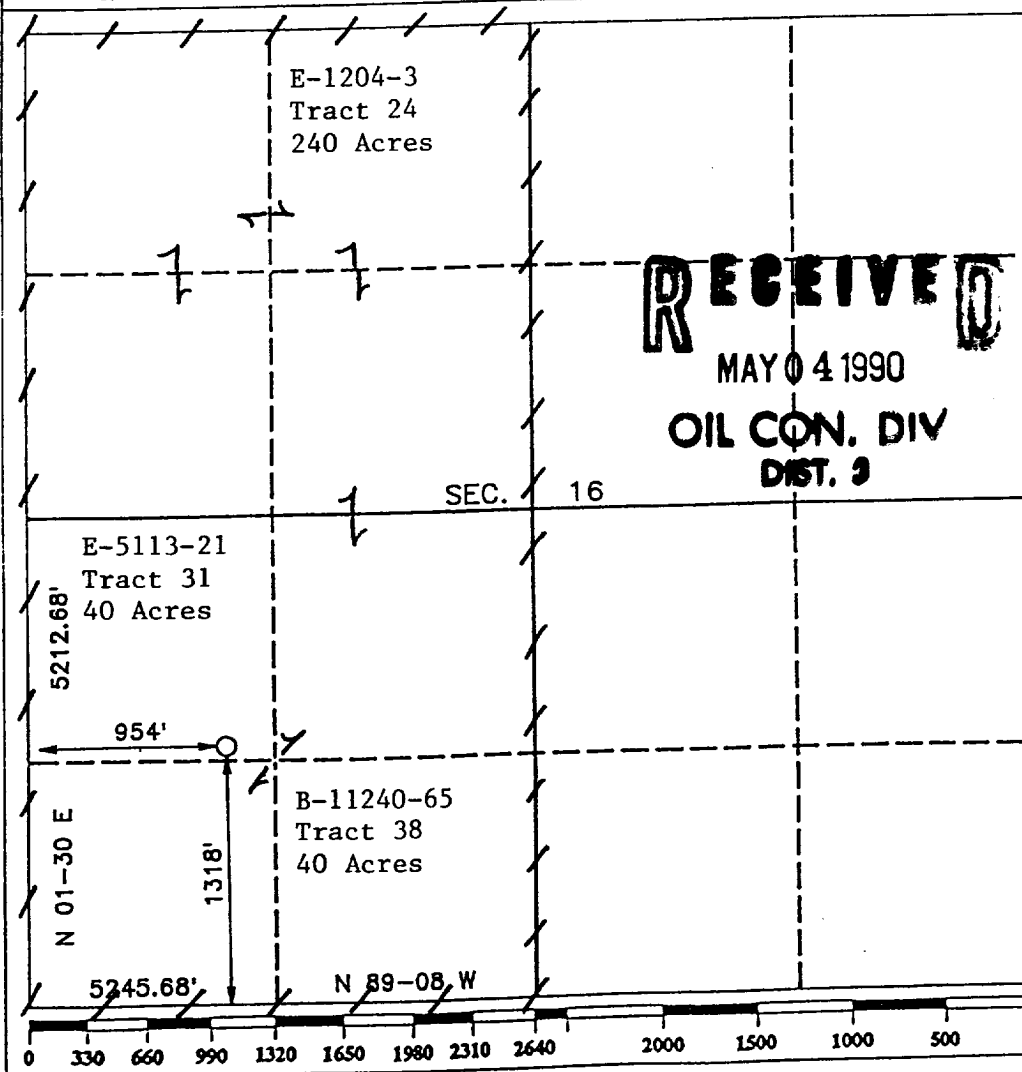 E-1204-3
Tract 24
240 Acres
RECEIVED
MAY 04 1990
OIL CON. DIV
DIST. 3
SEC. 16
E-5113-21
Tract 31
40 Acres
5212.68'
954'
B-11240-65
Tract 38
40 Acres
1318'
N 01-30 E
5245.68'
N 89-08 W
0 330 660 990 1320 1650 1980 2310 2640 2000 1500 1000 500